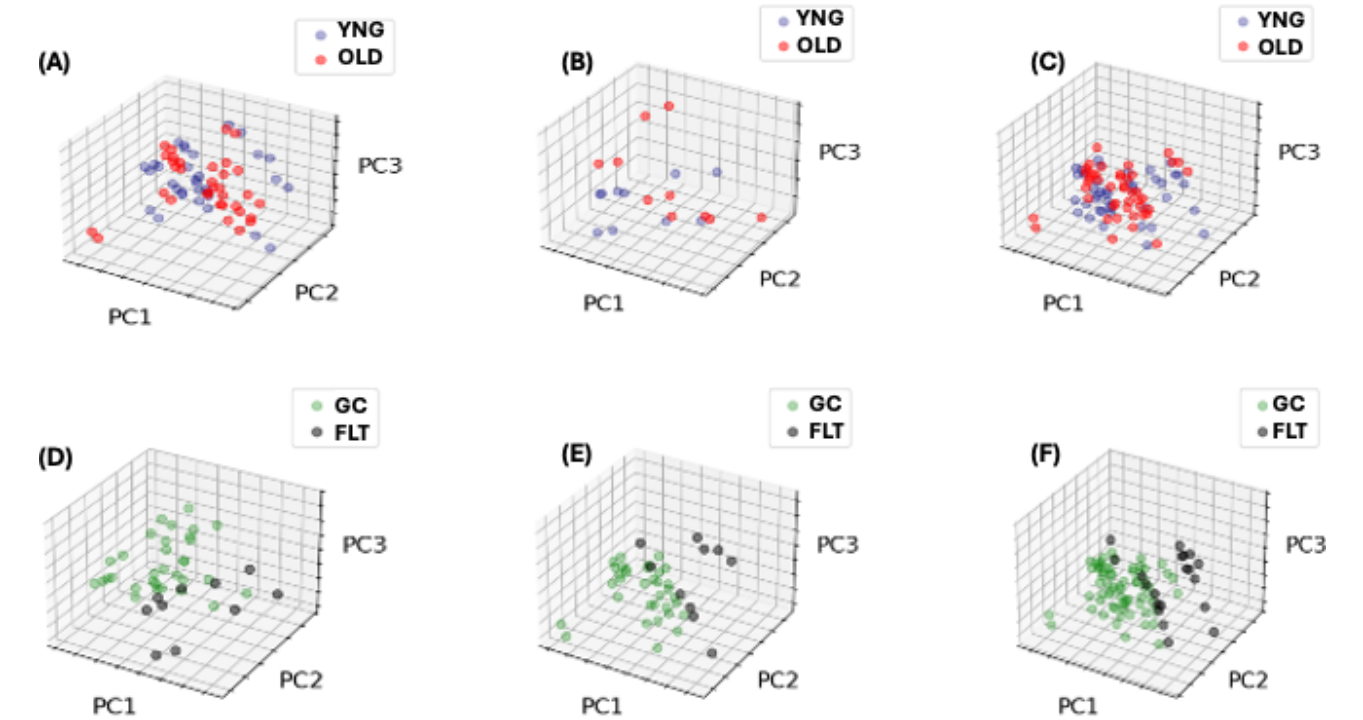 YNG
OLD
(A)
PC3
PC2
PC1
YNG
OLD
(B)
PC3
PC2
PC1
YNG
OLD
(C)
PC3
PC2
PC1
GC
FLT
(D)
PC3
PC2
PC1
GC
FLT
(E)
PC3
PC2
PC1
GC
FLT
(F)
PC3
PC2
PC1